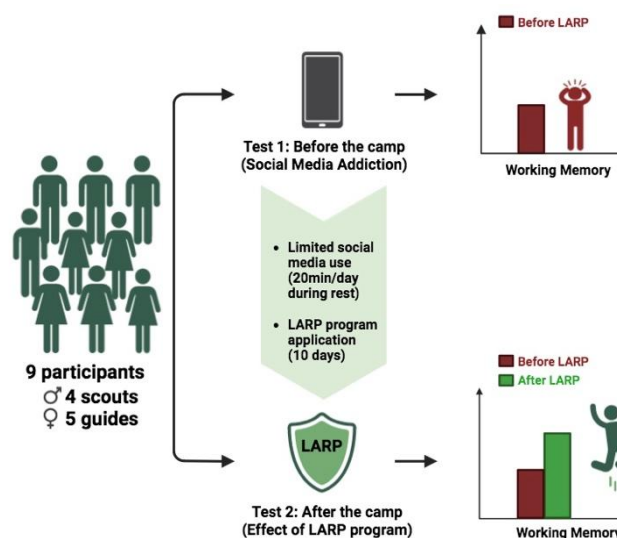 Before LARP
Test 1: Before the camp
(Social Media Addiction)
Working Memory
• Limited social
media use
(20min/day
during rest)
• LARP program
application
(10 days)
9 participants
♂ 4 scouts
♀ 5 guides
LARP
Test 2: After the camp
(Effect of LARP program)
Before LARP
After LARP
Working Memory